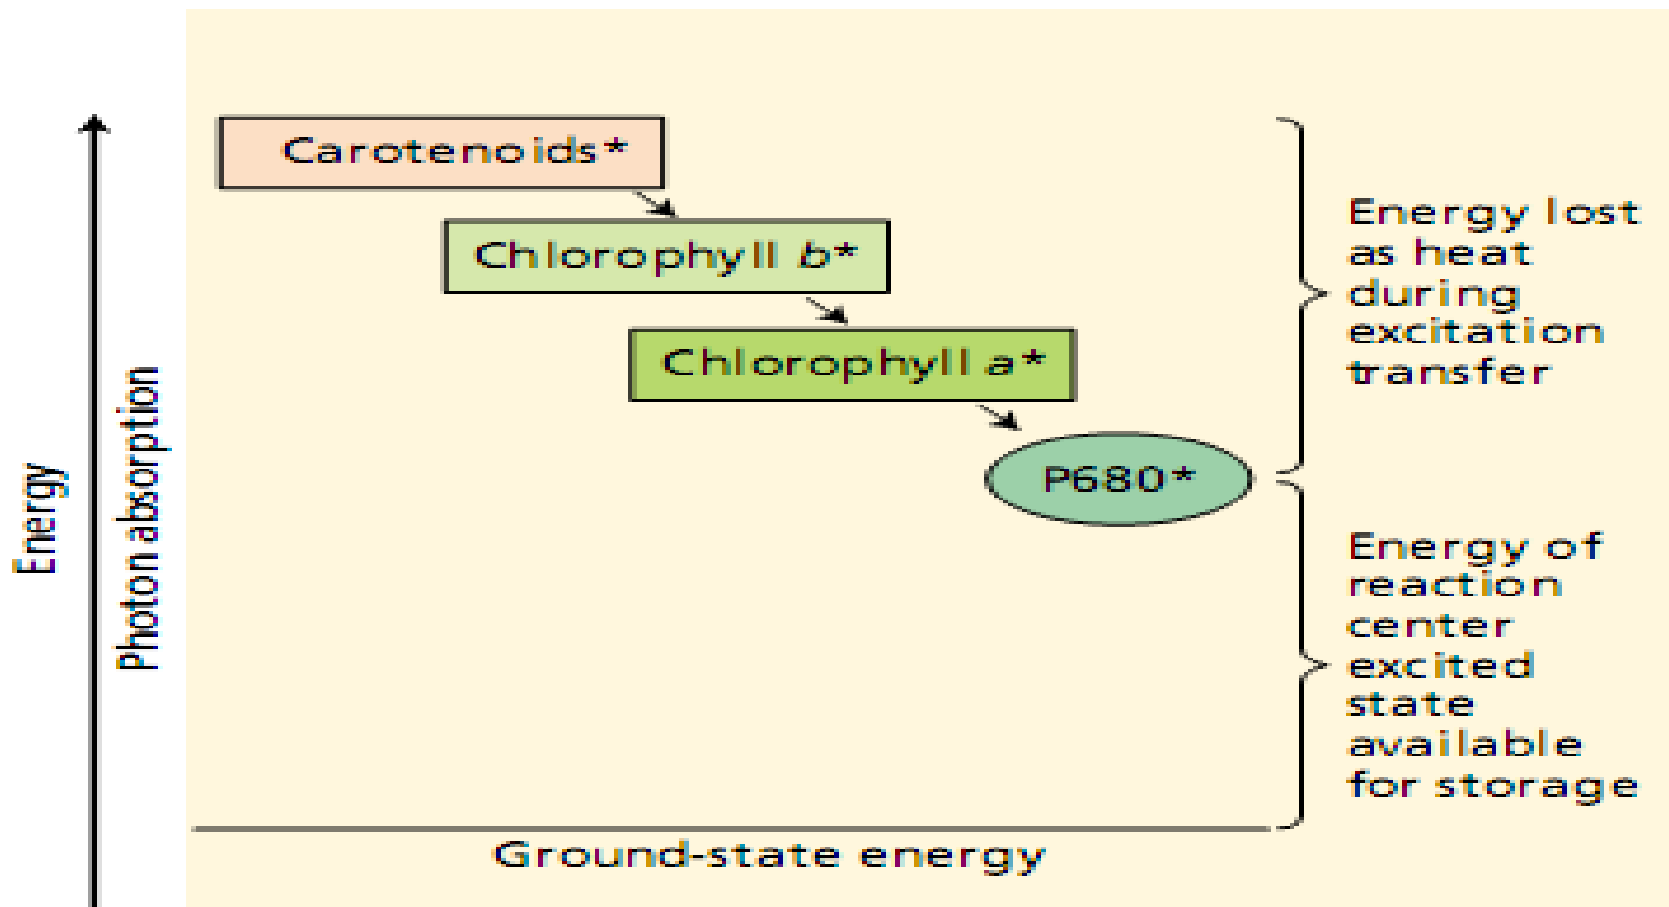 Carotenoids*
Chlorophyll b*
Chlorophyll a*
P680*
Energy
Photon absorption
Energy lost
as heat
during
excitation
transfer
Energy of
reaction
center
excited
state
available
for storage
Ground-state energy